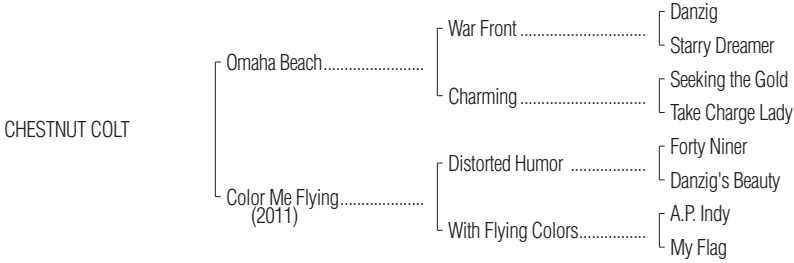 Danzig
War Front
Starry Dreamer
Omaha Beach
Seeking the Gold
Charming
Take Charge Lady
CHESTNUT COLT
Forty Niner
Distorted Humor
Danzig's Beauty
Color Me Flying
(2011)
A.P. Indy
With Flying Colors
My Flag